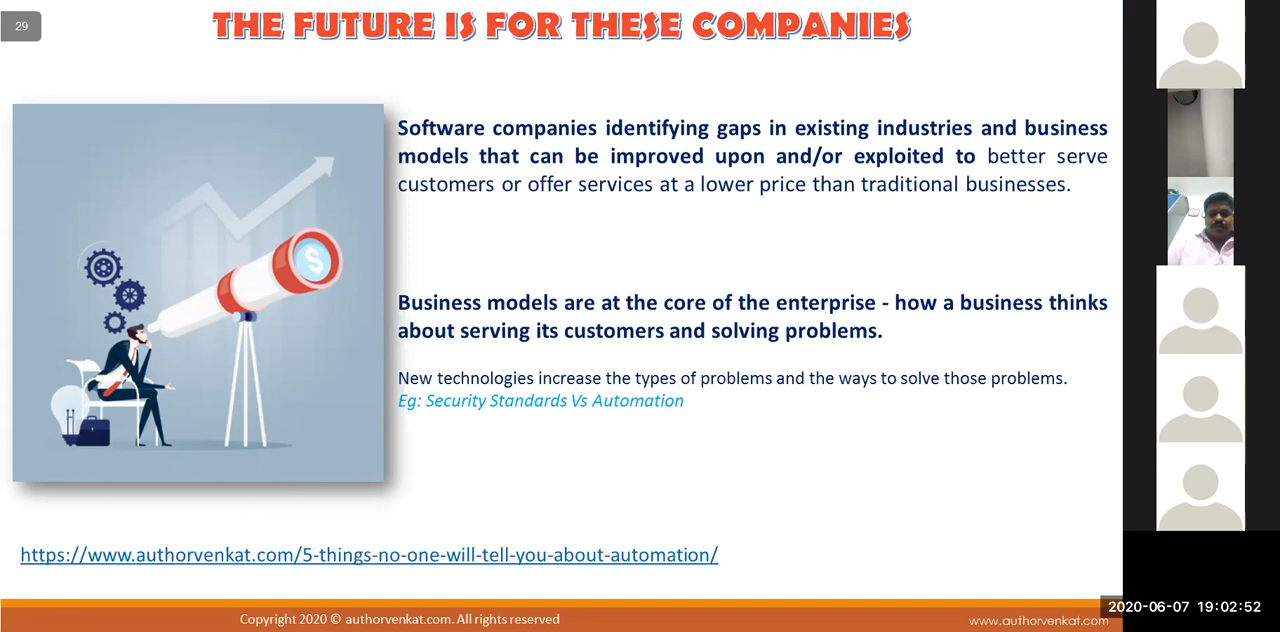 29
THE FUTURE IS FOR THESE COMPANIES
Software companies identifying gaps in existing industries and business
models that can be improved upon and/or exploited to better serve
customers or offer services at a lower price than traditional businesses.
$
Business models are at the core of the enterprise - how a business thinks
about serving its customers and solving problems.
New technologies increase the types of problems and the ways to solve those problems.
Eg: Security Standards Vs Automation
https://www.authorvenkat.com/5-things-no-one-will-tell-you-about-automation/
Copyright 2020 © authorvenkat.com. All rights reserved
www.authorvenkat.com
2020-06-07 19:02:52